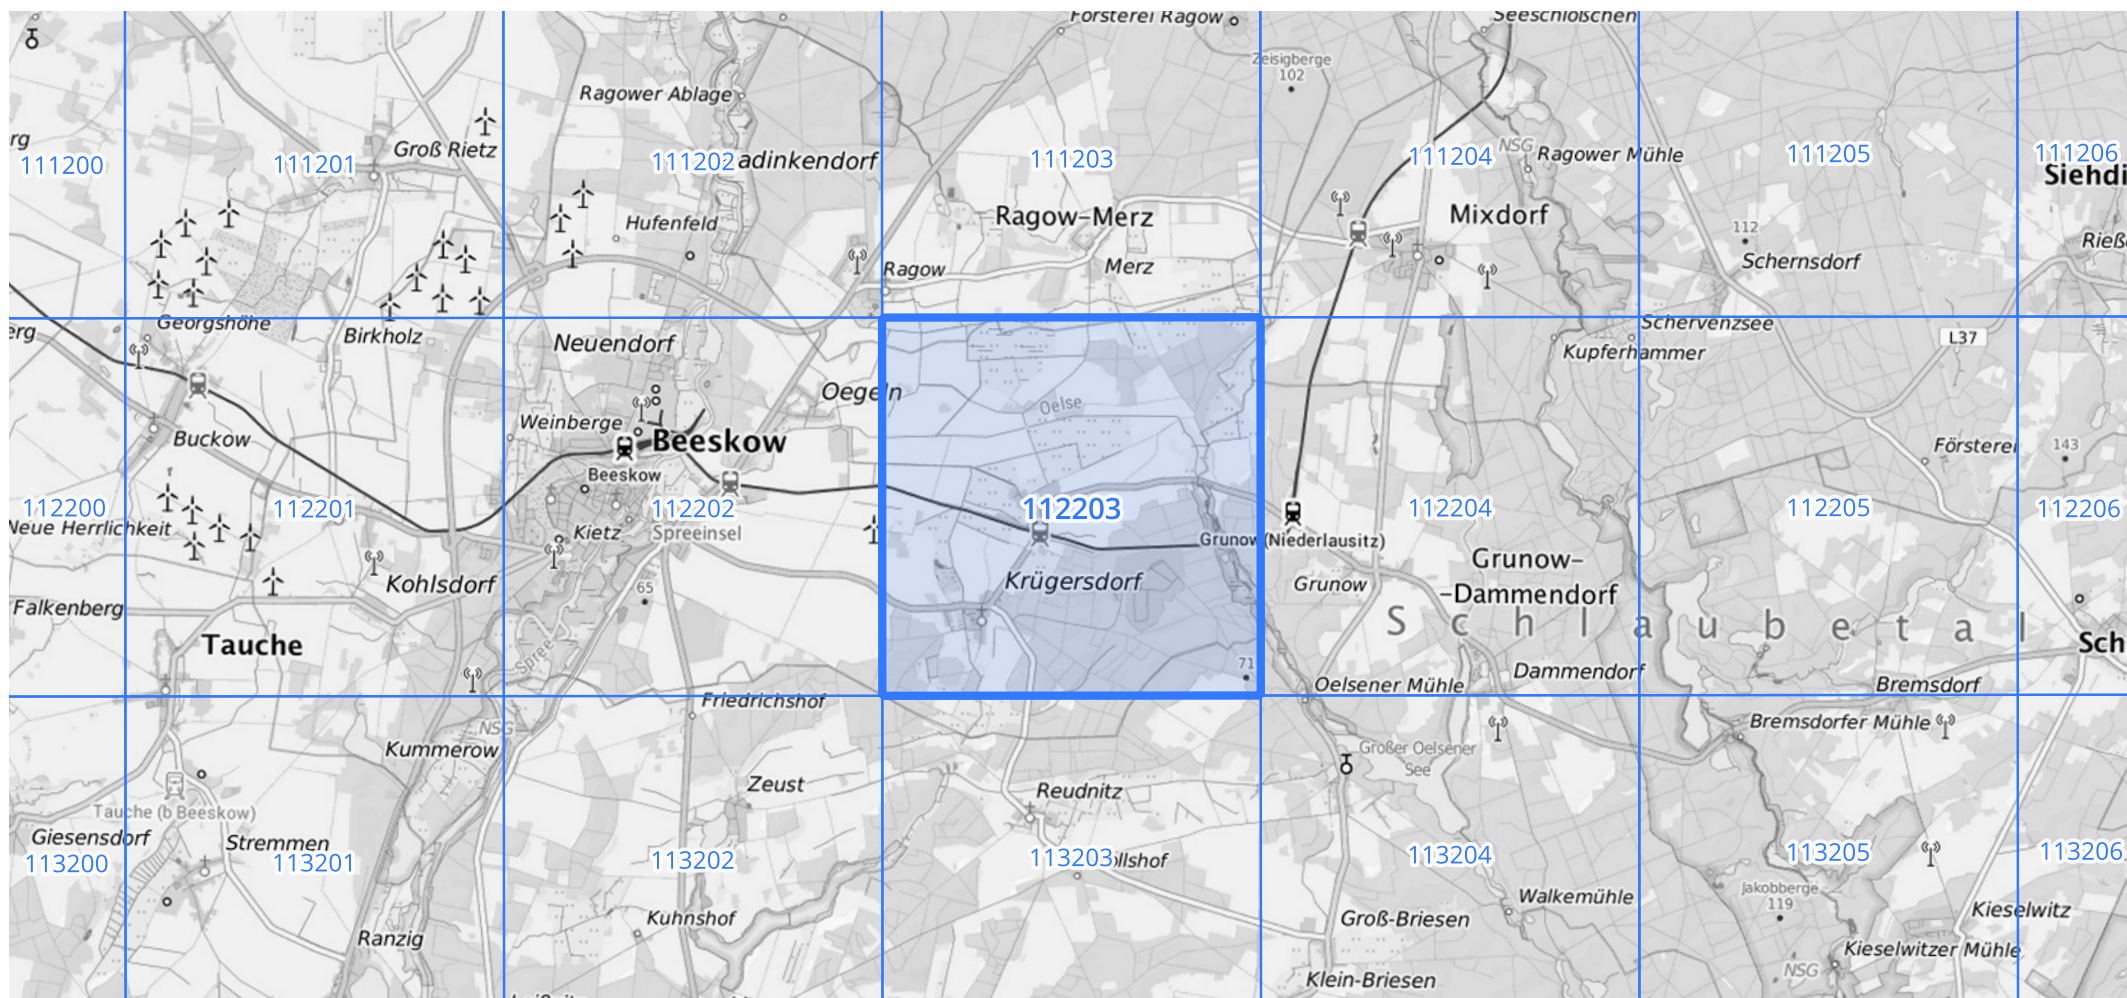 Försterei Ragow
Seeschlößchen
Zeisigberge
102
Ragower Ablage
rg
Groß Rietz
NSG
Ragower Mühle
111200
111201
111202
adinkendorf
111203
111204
111205
111206
Siehdi
Hufenfeld
Ragow-Merz
Mixdorf
112
Rieß
Schernsdorf
Ragow
Merz
Georgshöhe
Birkholz
Schervenzsee
erg
Neuendorf
Kupferhammer
L37
Oegeln
Oelse
Weinberge
Beeskow
Buckow
Försterei
143
Beeskow
112200
112201
112202
112203
112204
112205
112206
Neue Herrlichkeit
Kietz
Spreeinsel
Grunow(Niederlausitz)
Kohlsdorf
65
Krügersdorf
Grunow
Grunow-
-Dammendorf
Falkenberg
Schlaubetal
Tauche
Sch
Spree
71
Dammendorf
Oelsener Mühle
Bremsdorf
Friedrichshof
NSG
Bremsdorfer Mühle
Kummerow
Großer Oelsener
See
Zeust
Reudnitz
Tauche (b Beeskow)
Giesensdorf
Stremmen
113200
113201
113202
113203
llshof
113204
113205
113206
Jakobberge
119
Walkemühle
Kuhnshof
Groß-Briesen
Kieselwitz
Ranzig
Kieselwitzer Mühle
NSG
Klein-Briesen